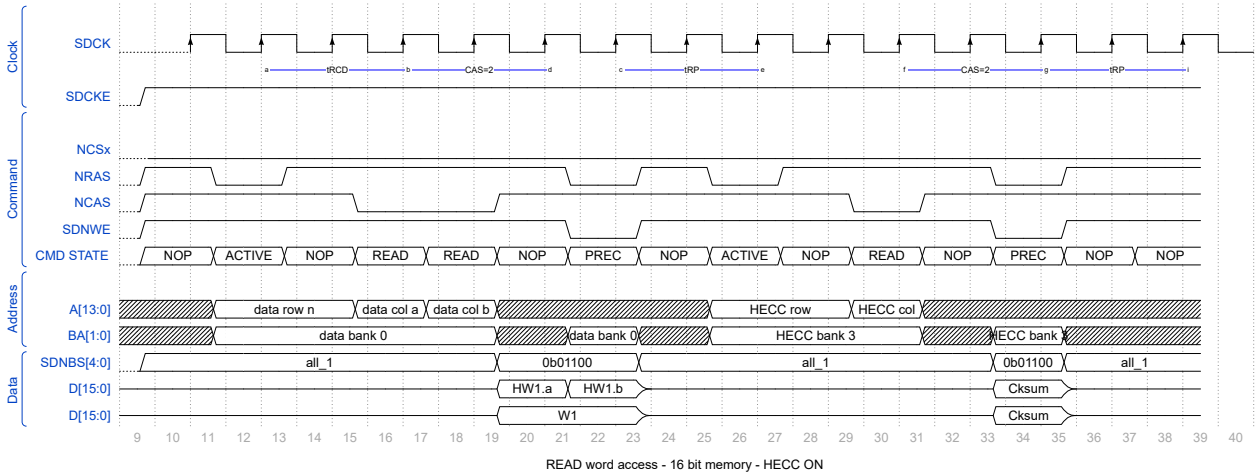 Clock
SDCK
a tRCD b CAS=2 d c tRP e f CAS=2 g tRP i
SDCKE
Command
NCSx
NRAS
NCAS
SDNWE
CMD STATE NOP ACTIVE NOP READ READ NOP PREC NOP ACTIVE NOP READ NOP PREC NOP NOP
Address
A[13:0] data row n data col a data col b HECC row HECC col
BA[1:0] data bank 0 data bank 0 HECC bank 3 HECC bank 3
Data
SDNBS[4:0] all_1 0b01100 all_1 0b01100 all_1
D[15:0] HW1.a HW1.b Cksum
D[15:0] W1 Cksum
9 10 11 12 13 14 15 16 17 18 19 20 21 22 23 24 25 26 27 28 29 30 31 32 33 34 35 36 37 38 39 40
READ word access - 16 bit memory - HECC ON